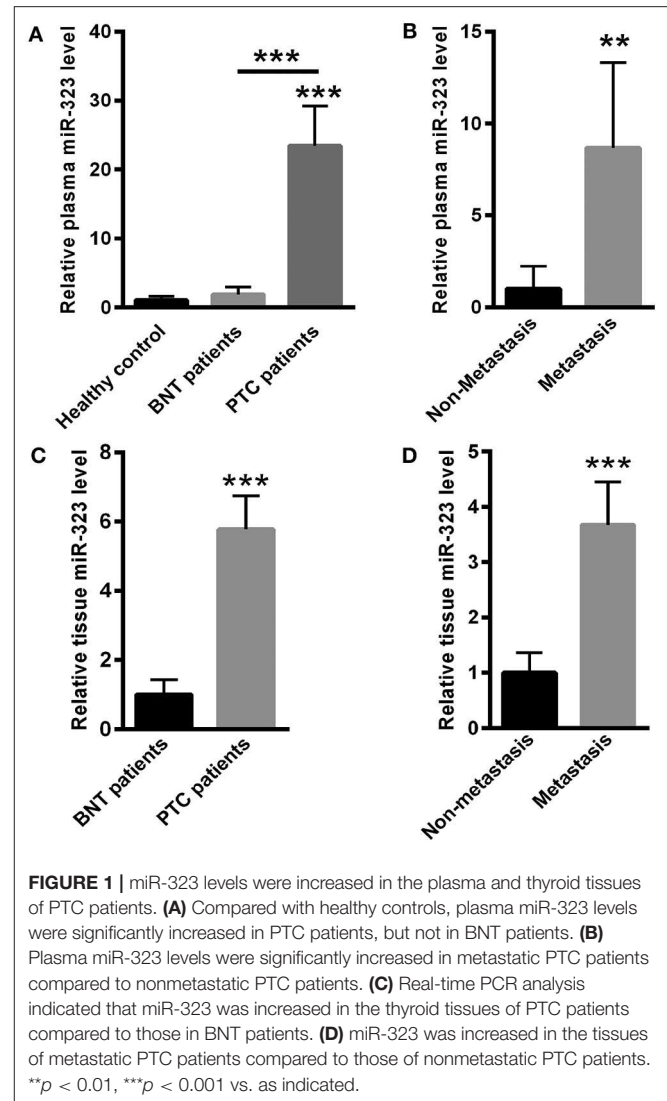 A
Relative plasma miR-323 level
40
30
20
10
0
***
***
Healthy control
BNT patients
PTC patients
B
Relative plasma miR-323 level
15
10
5
0
**
Non-Metastasis
Metastasis
C
Relative tissue miR-323 level
8
6
4
2
0
***
BNT patients
PTC patients
D
Relative tissue miR-323 level
5
4
3
2
1
0
***
Non-metastasis
Metastasis
FIGURE 1 | miR-323 levels were increased in the plasma and thyroid tissues
of PTC patients. (A) Compared with healthy controls, plasma miR-323 levels
were significantly increased in PTC patients, but not in BNT patients. (B)
Plasma miR-323 levels were significantly increased in metastatic PTC patients
compared to nonmetastatic PTC patients. (C) Real-time PCR analysis
indicated that miR-323 was increased in the thyroid tissues of PTC patients
compared to those in BNT patients. (D) miR-323 was increased in the tissues
of metastatic PTC patients compared to those of nonmetastatic PTC patients.
**p < 0.01, ***p < 0.001 vs. as indicated.